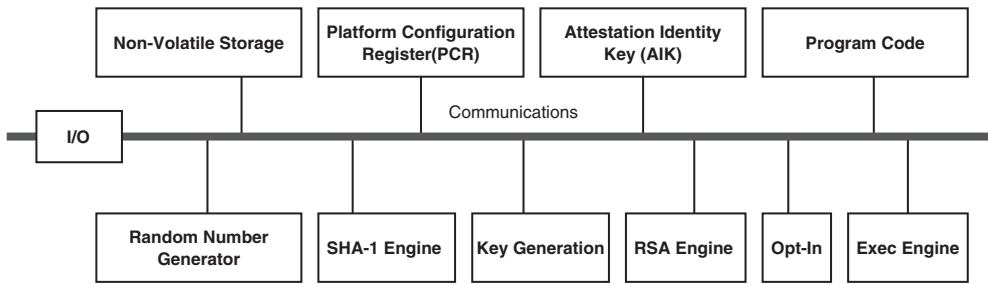 Non-Volatile Storage
Platform Configuration
Register(PCR)
Attestation Identity
Key (AIK)
Program Code
Communications
I/O
Random Number
Generator
SHA-1 Engine
Key Generation
RSA Engine
Opt-In
Exec Engine